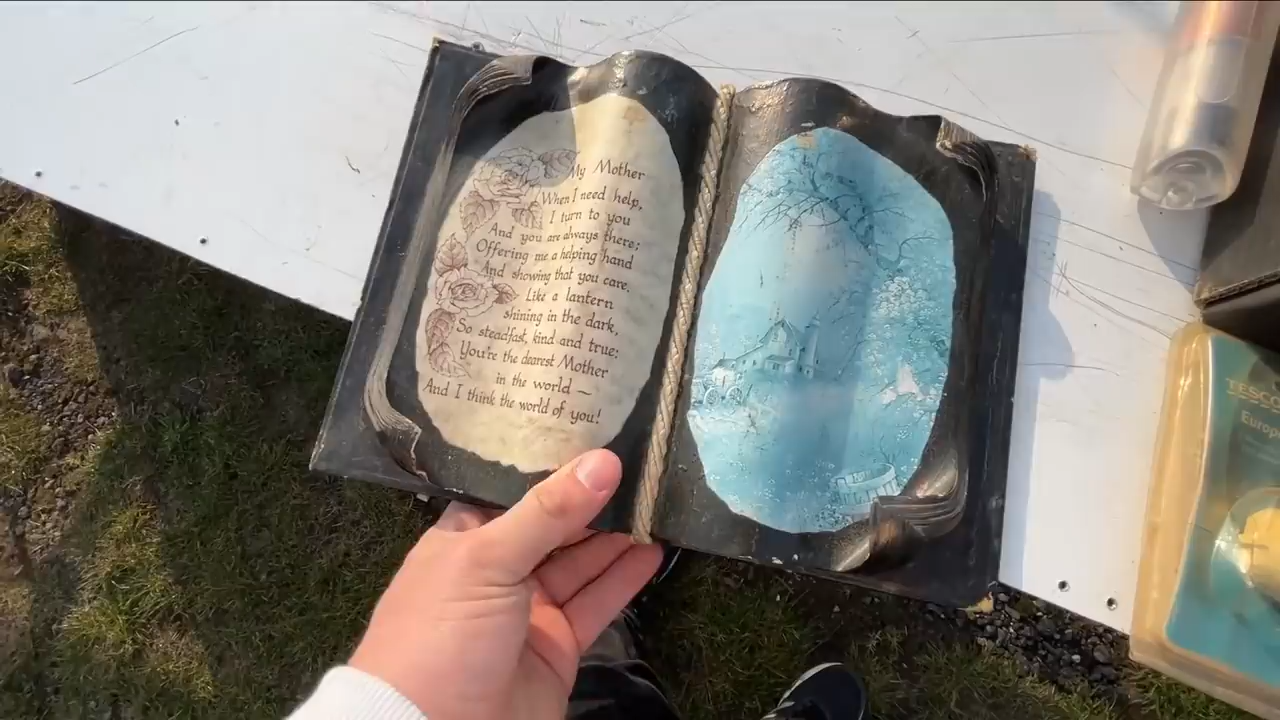 My Mother
When I need help,
I turn to you
And you are always there;
Offering me a helping hand
And showing that you care.
Like a lantern
shining in the dark,
So steadfast, kind and true;
You're the dearest Mother
in the world —
And I think the world of you!
TESCO
Europe